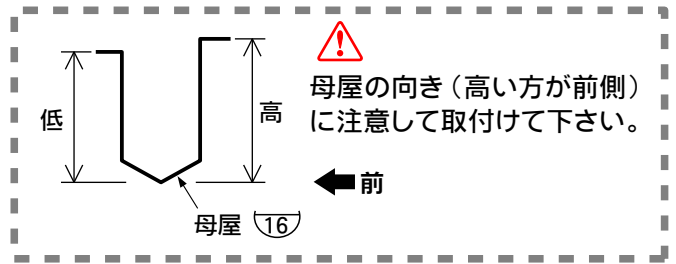 母屋の向き（高い方が前側）
に注意して取付けて下さい。
低
高
前
母屋 16